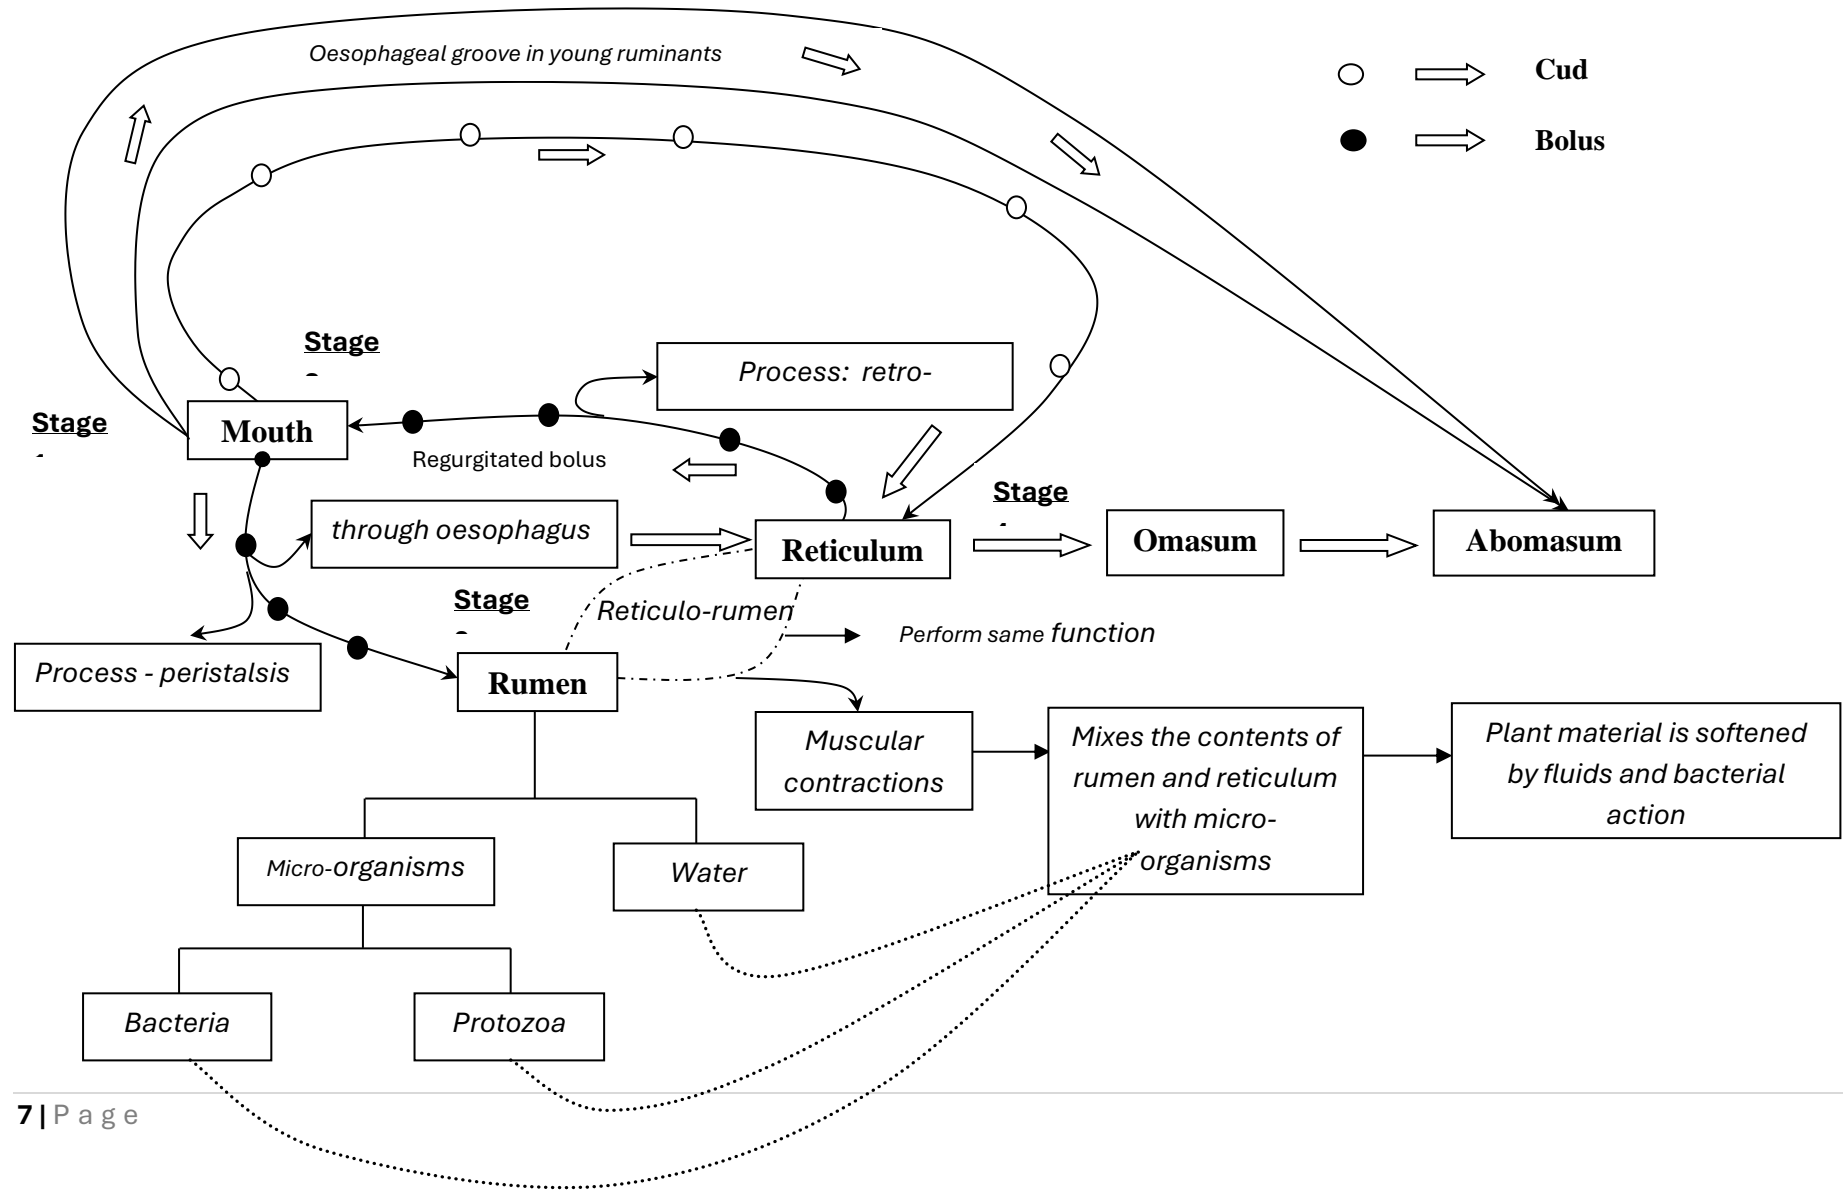 Oesophageal groove in young ruminants
Cud
Bolus
Stage
Process: retro-
Stage
Mouth
Regurgitated bolus
Stage
through oesophagus
Reticulum
Omasum
Abomasum
Stage
Reticulo-rumen
Perform same function
Process - peristalsis
Rumen
Muscular
contractions
Mixes the contents of
rumen and reticulum
with micro-
organisms
Plant material is softened
by fluids and bacterial
action
Micro-organisms
Water
Bacteria
Protozoa
7 | Page